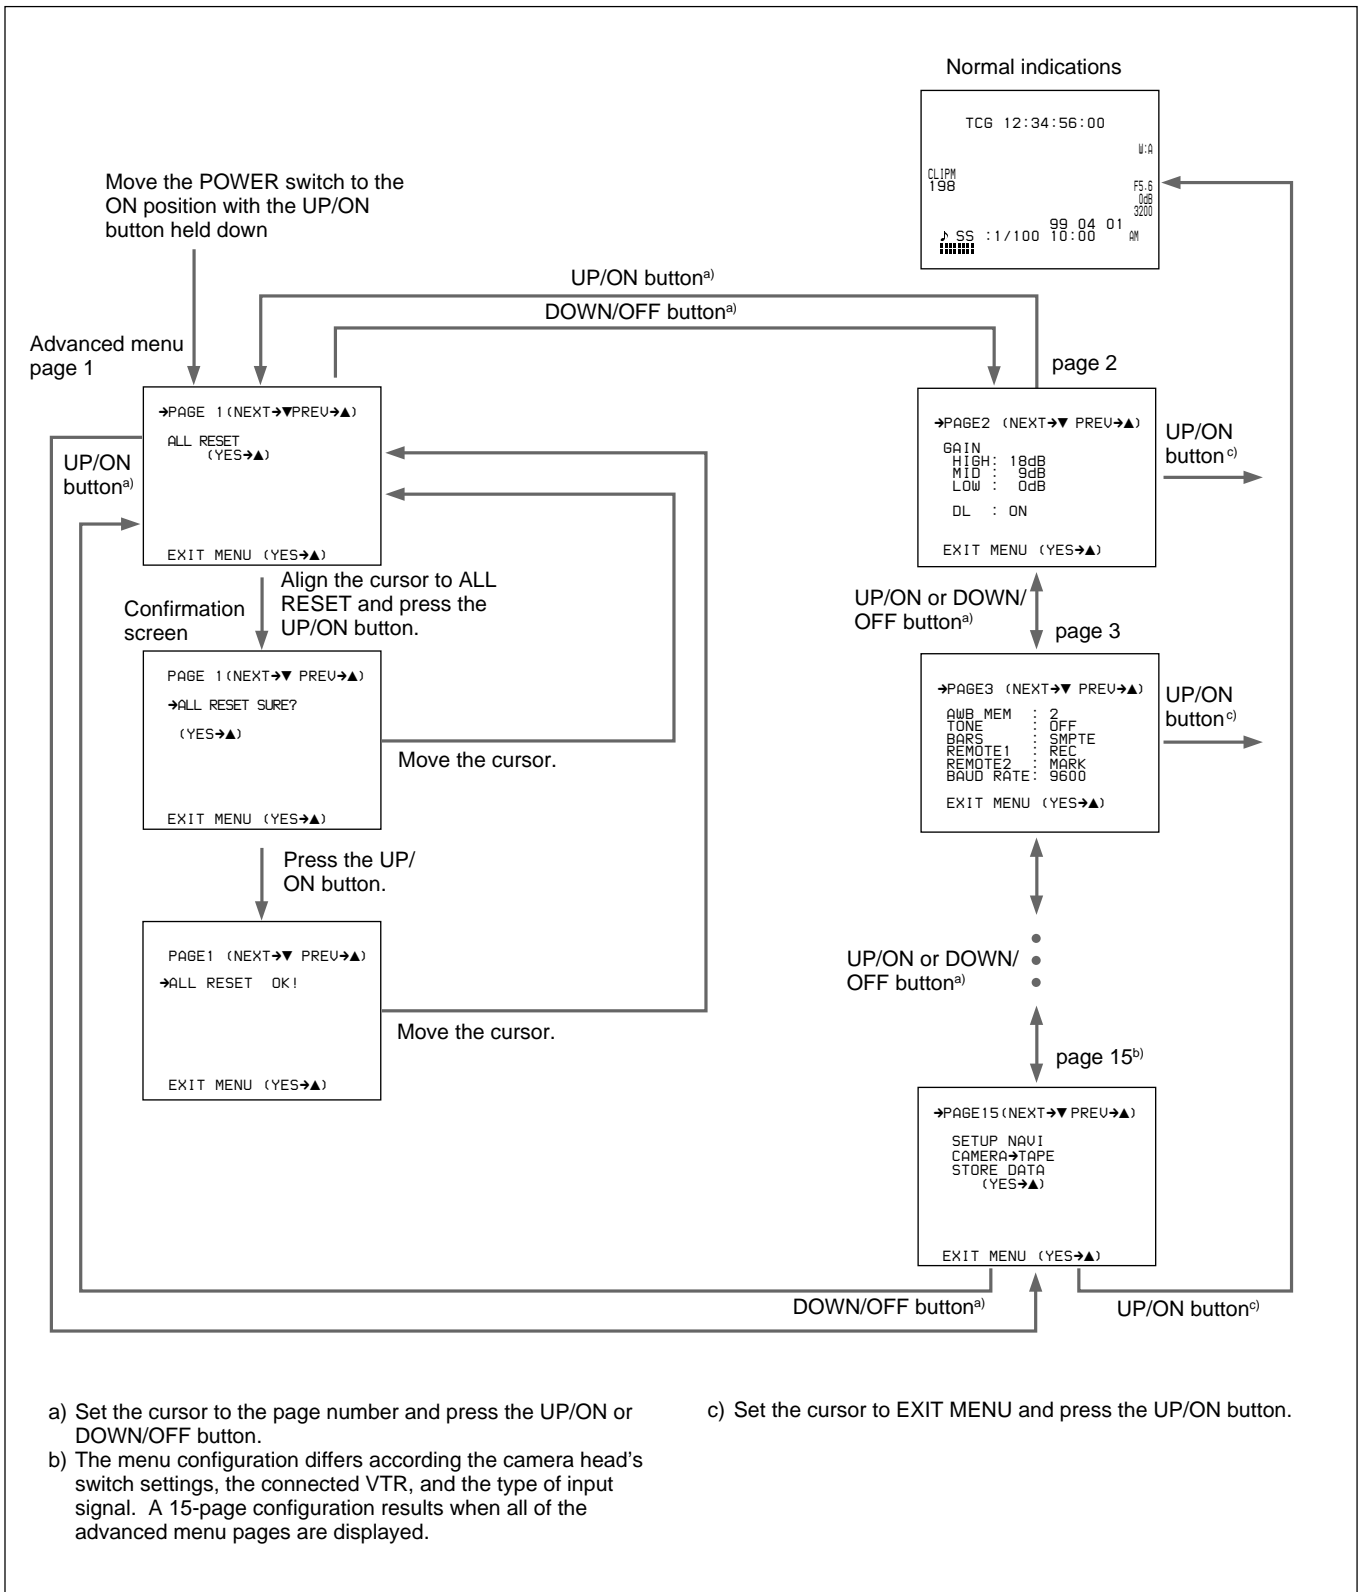 Normal indications
TCG 12:34:56:00
W:A
CLIPM
198
F5.6
0dB
3200
99 04 01
♪ SS :1/100 10:00 AM
Move the POWER switch to the
ON position with the UP/ON
button held down
UP/ON button a)
DOWN/OFF button a)
Advanced menu
page 1
→PAGE 1(NEXT→▼PREV→▲)
ALL RESET
(YES→▲)
EXIT MENU (YES→▲)
UP/ON
button a)
page 2
→PAGE2 (NEXT→▼ PREV→▲)
GAIN
HIGH: 18dB
MID : 9dB
LOW : 0dB
DL : ON
EXIT MENU (YES→▲)
UP/ON
button c)
Align the cursor to ALL
RESET and press the
UP/ON button.
Confirmation
screen
PAGE 1(NEXT→▼ PREV→▲)
→ALL RESET SURE?
(YES→▲)
EXIT MENU (YES→▲)
Move the cursor.
UP/ON or DOWN/
OFF button a)
page 3
→PAGE3 (NEXT→▼ PREV→▲)
AWB MEM : 2
TONE : OFF
BARS : SMPTE
REMOTE1 : REC
REMOTE2 : MARK
BAUD RATE: 9600
EXIT MENU (YES→▲)
UP/ON
button c)
Press the UP/
ON button.
PAGE1 (NEXT→▼ PREV→▲)
→ALL RESET OK!
EXIT MENU (YES→▲)
Move the cursor.
UP/ON or DOWN/
OFF button a)
page 15 b)
→PAGE15(NEXT→▼ PREV→▲)
SETUP NAVI
CAMERA→TAPE
STORE DATA
(YES→▲)
EXIT MENU (YES→▲)
DOWN/OFF button a)
UP/ON button c)
a) Set the cursor to the page number and press the UP/ON or
DOWN/OFF button.
b) The menu configuration differs according the camera head's
switch settings, the connected VTR, and the type of input
signal. A 15-page configuration results when all of the
advanced menu pages are displayed.
c) Set the cursor to EXIT MENU and press the UP/ON button.